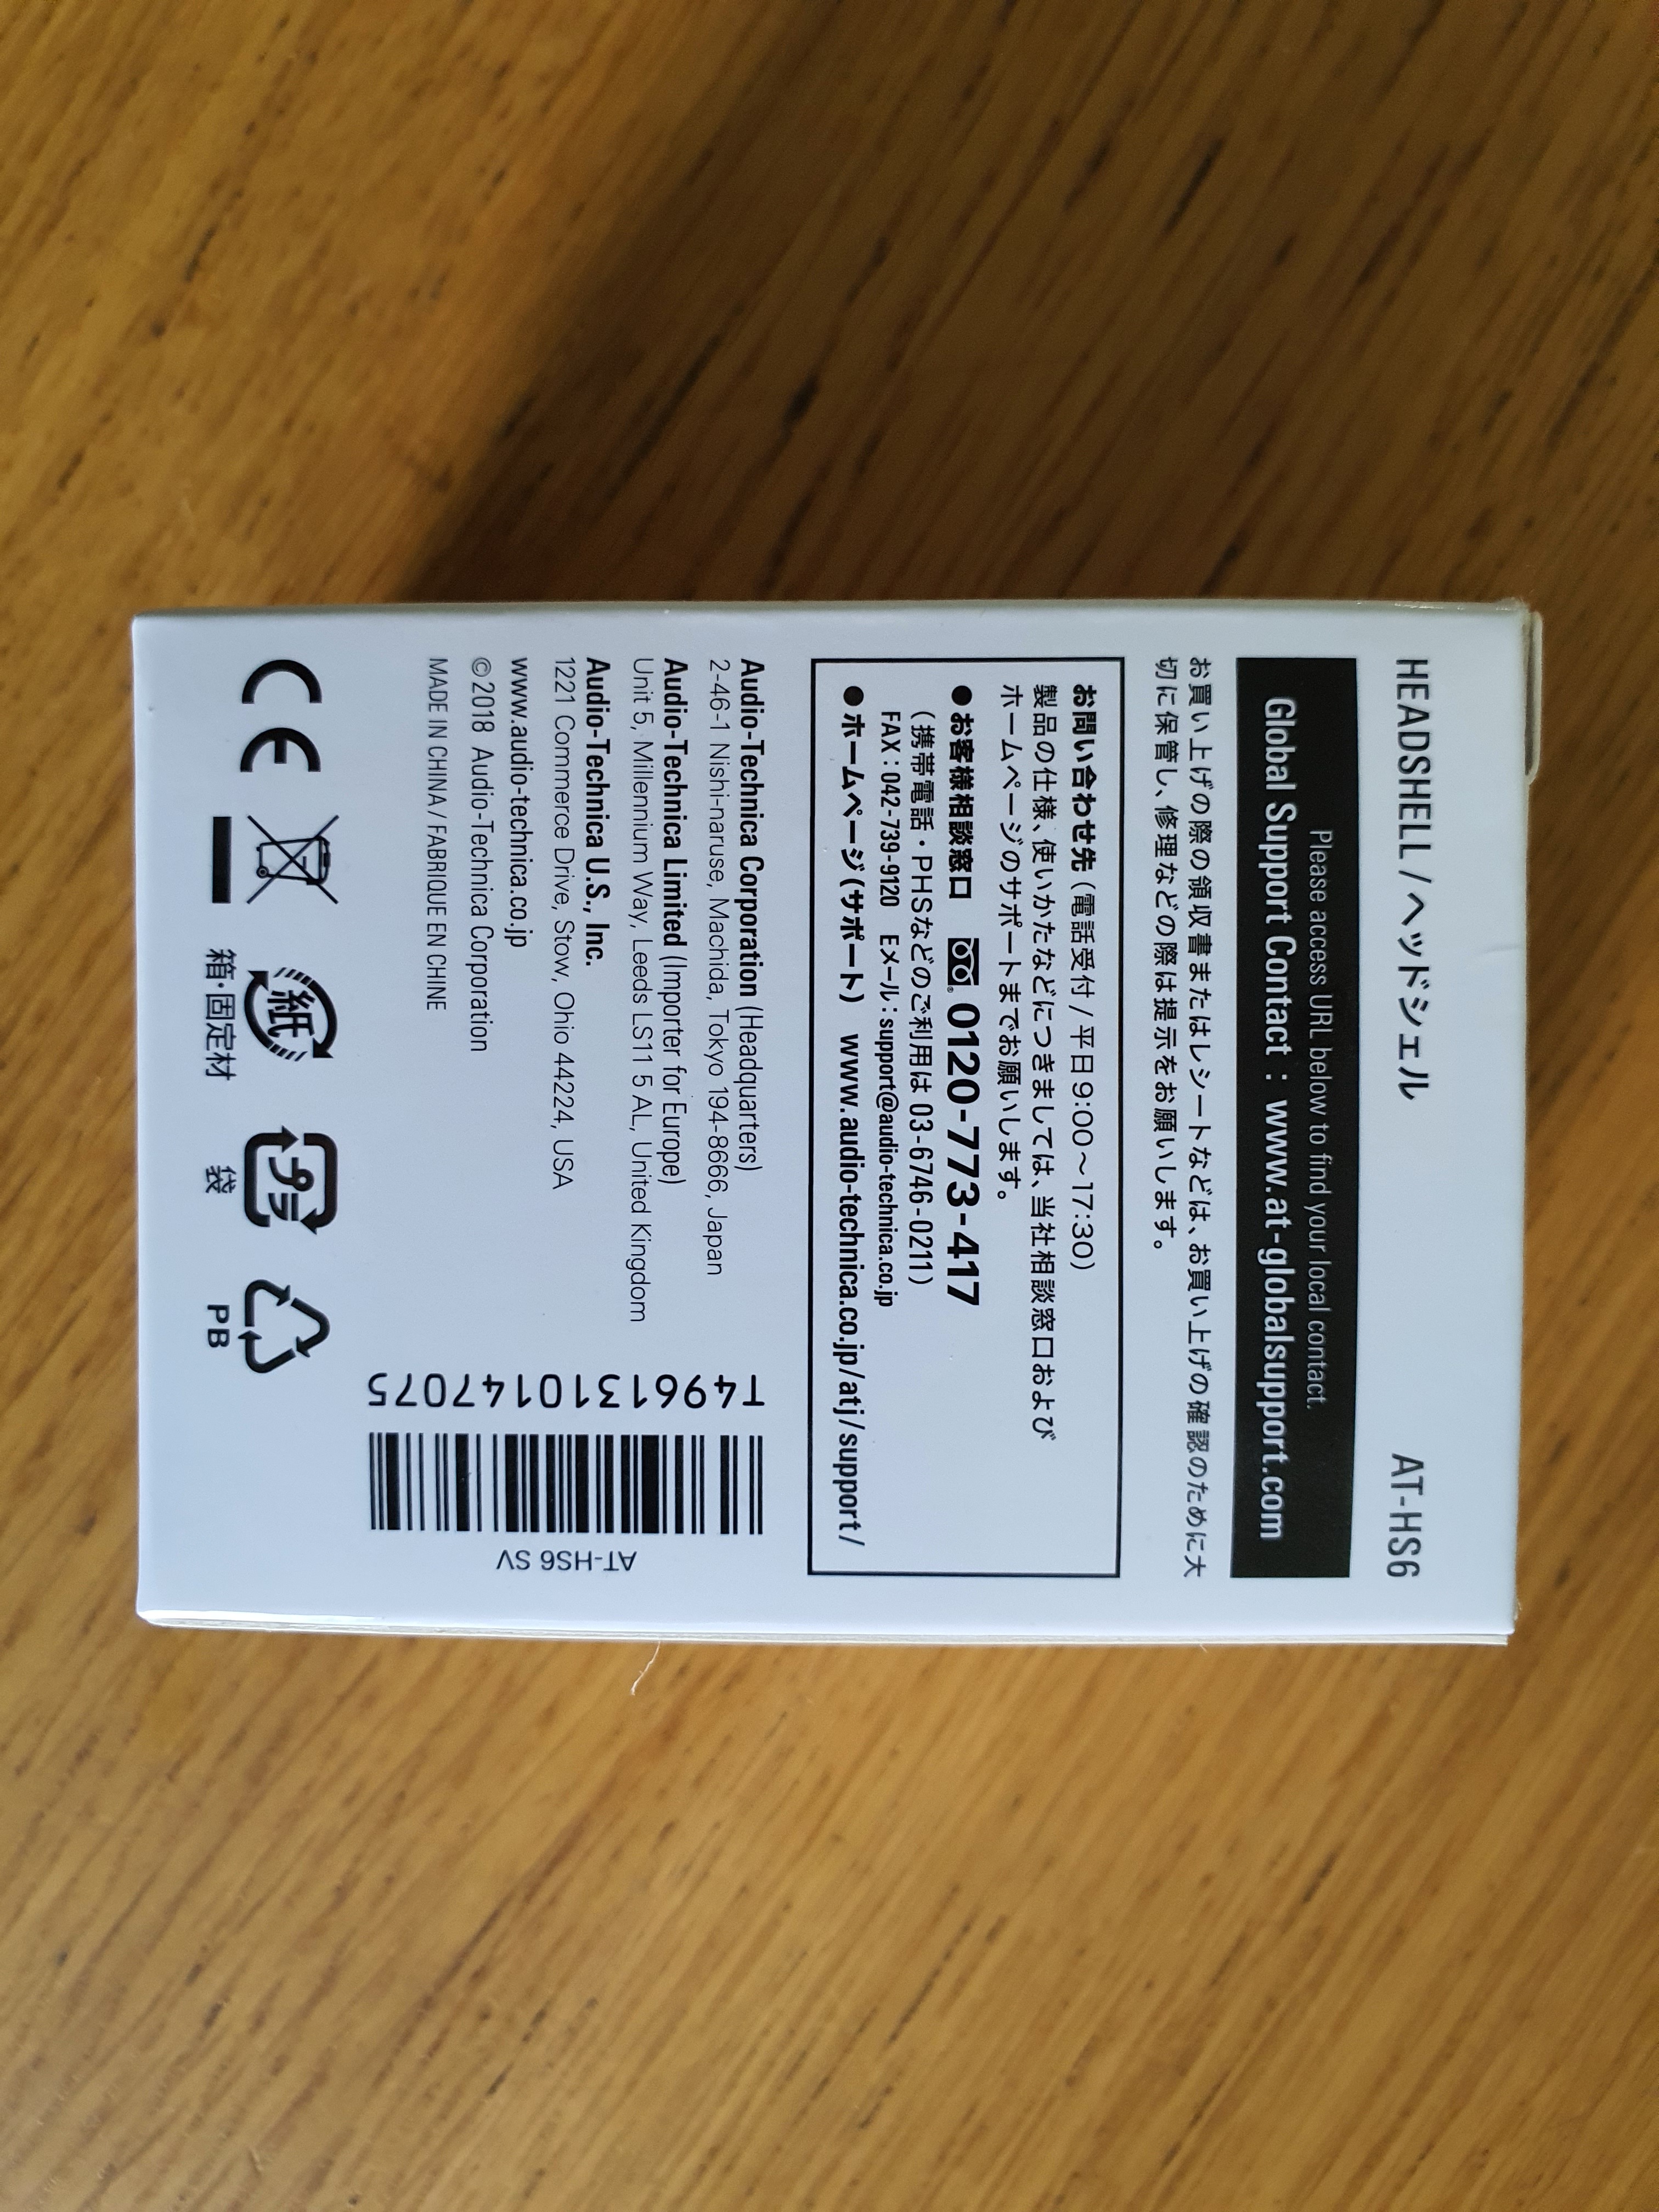 HEADSHELL / ヘッドシェル AT-HS6
Please access URL below to find your local contact.
Global Support Contact : www.at-globalsupport.com
お買い上げの際の領収書またはレシートなどは、お買い上げの確認のために大
切に保管し、修理などの際は提示をお願いします。
お問い合わせ先（電話受付 / 平日 9:00～17:30）
製品の仕様、使いかたなどにつきましては、当社相談窓口および
ホームページのサポートまでお願いします。
●お客様相談窓口 0120-773-417
（携帯電話・PHSなどのご利用は 03-6746-0211）
FAX：042-739-9120 Eメール：support@audio-technica.co.jp
●ホームページ（サポート） www.audio-technica.co.jp/atj/support/
Audio-Technica Corporation (Headquarters)
2-46-1 Nishi-naruse, Machida, Tokyo 194-8666, Japan
Audio-Technica Limited (Importer for Europe)
Unit 5, Millennium Way, Leeds LS11 5 AL, United Kingdom
Audio-Technica U.S., Inc.
1221 Commerce Drive, Stow, Ohio 44224, USA
www.audio-technica.co.jp
©2018 Audio-Technica Corporation
MADE IN CHINA / FABRIQUE EN CHINE
T4961310147075
AT-HS6 SV
CE
紙
箱・固定材
プラ
袋
PB